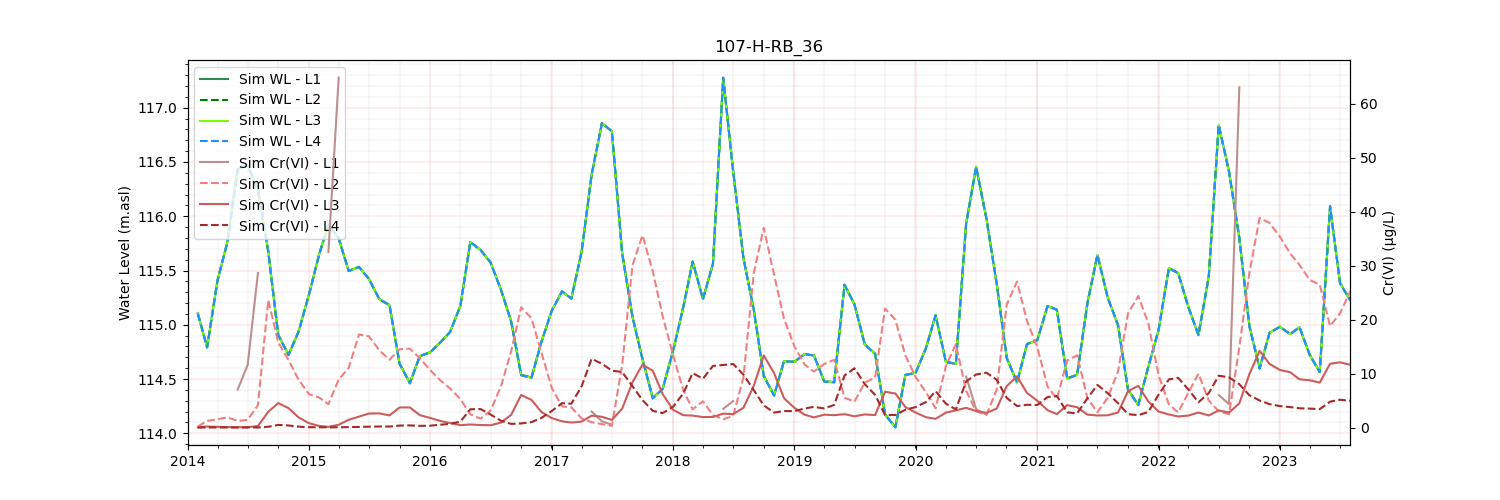 107-H-RB_36
Sim WL - L1
Sim WL - L2
Sim WL - L3
Sim WL - L4
Sim Cr(VI) - L1
Sim Cr(VI) - L2
Sim Cr(VI) - L3
Sim Cr(VI) - L4
Water Level (m.asl)
117.0
116.5
116.0
115.5
115.0
114.5
114.0
60
50
40
30
20
10
0
Cr(VI) (μg/L)
2014 2015 2016 2017 2018 2019 2020 2021 2022 2023